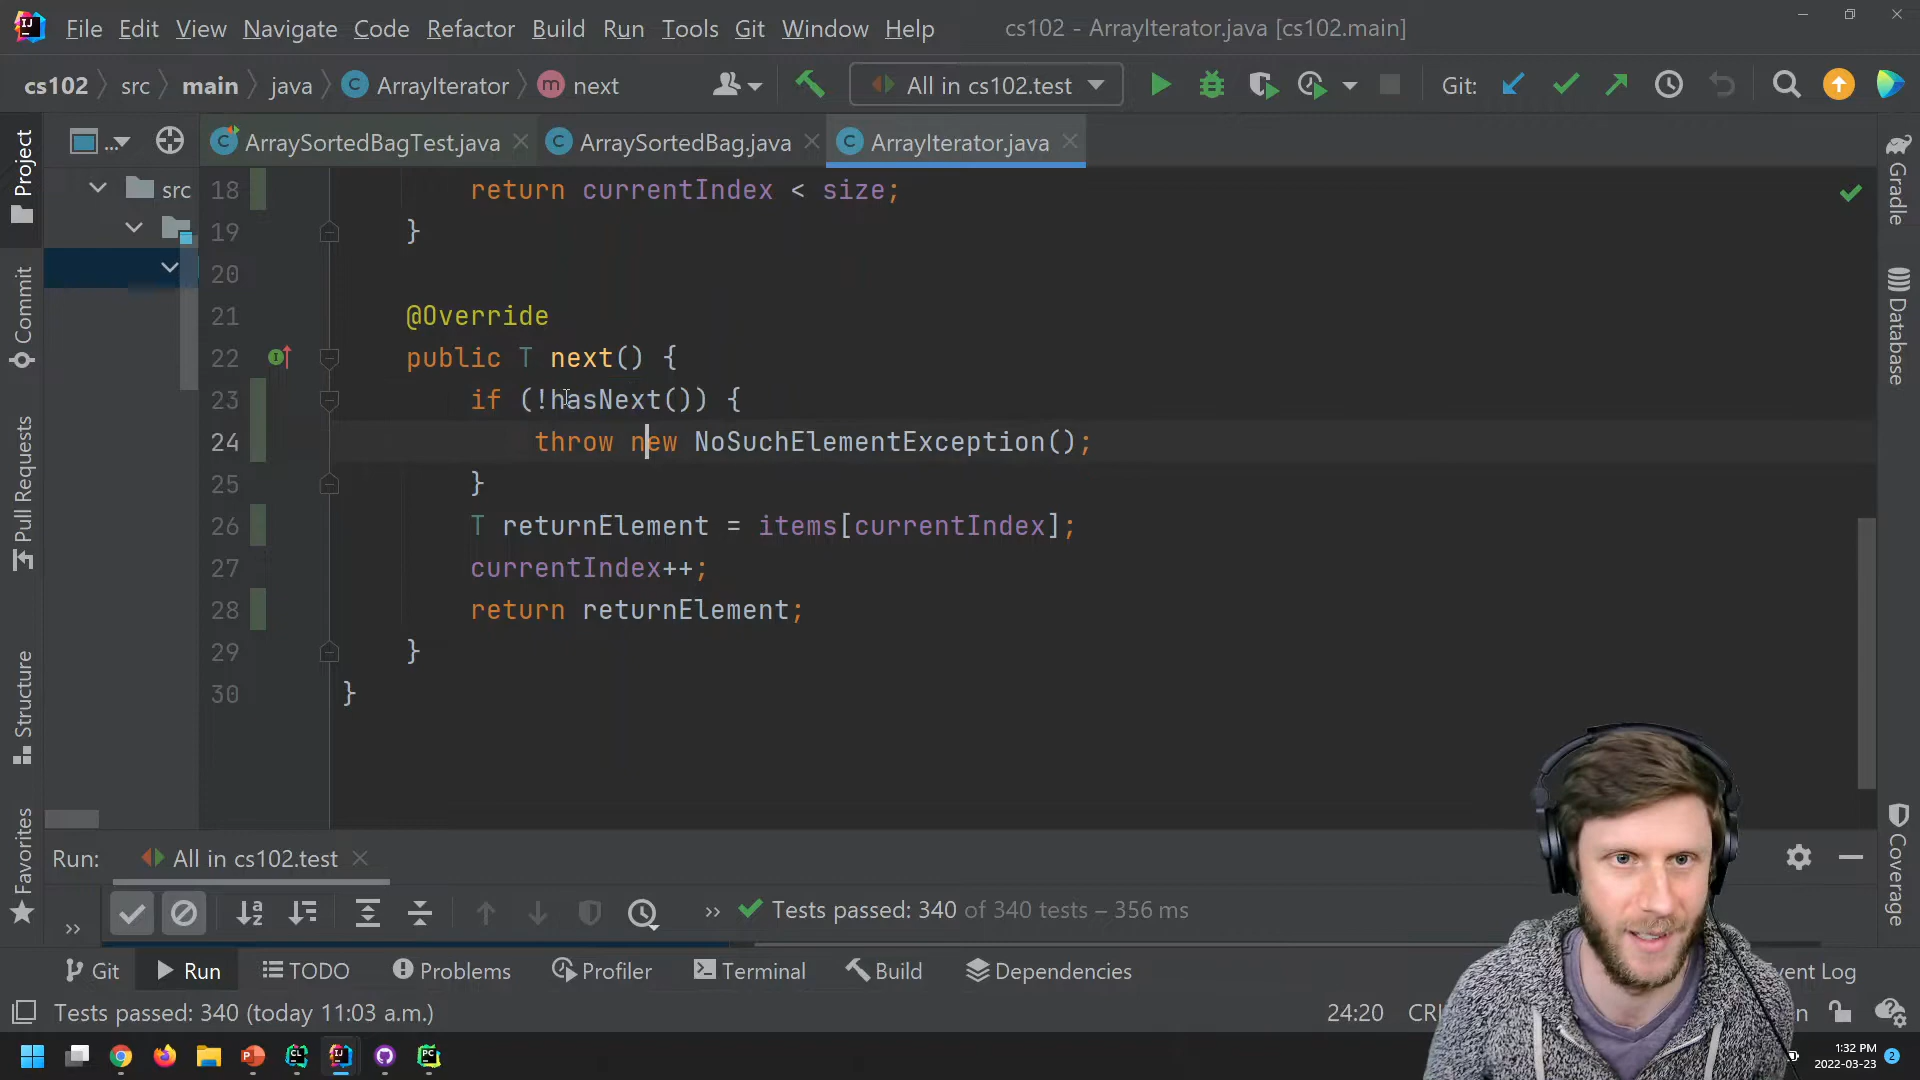 File Edit View Navigate Code Refactor Build Run Tools Git Window Help cs102 - ArrayIterator.java [cs102.main]
cs102 src main java ArrayIterator next All in cs102.test Git:
... ArraySortedBagTest.java ArraySortedBag.java ArrayIterator.java
Project
Commit
Pull Requests
Structure
Favorites
src
18 return currentIndex < size;
19 }
20
21 @Override
22 public T next() {
23 if (!hasNext()) {
24 throw new NoSuchElementException();
25 }
26 T returnElement = items[currentIndex];
27 currentIndex++;
28 return returnElement;
29 }
30 }
Gradle
Database
Coverage
Run: All in cs102.test
Tests passed: 340 of 340 tests – 356 ms
Git Run TODO Problems Profiler Terminal Build Dependencies Event Log
Tests passed: 340 (today 11:03 a.m.) 24:20
1:32 PM
2022-03-23 2